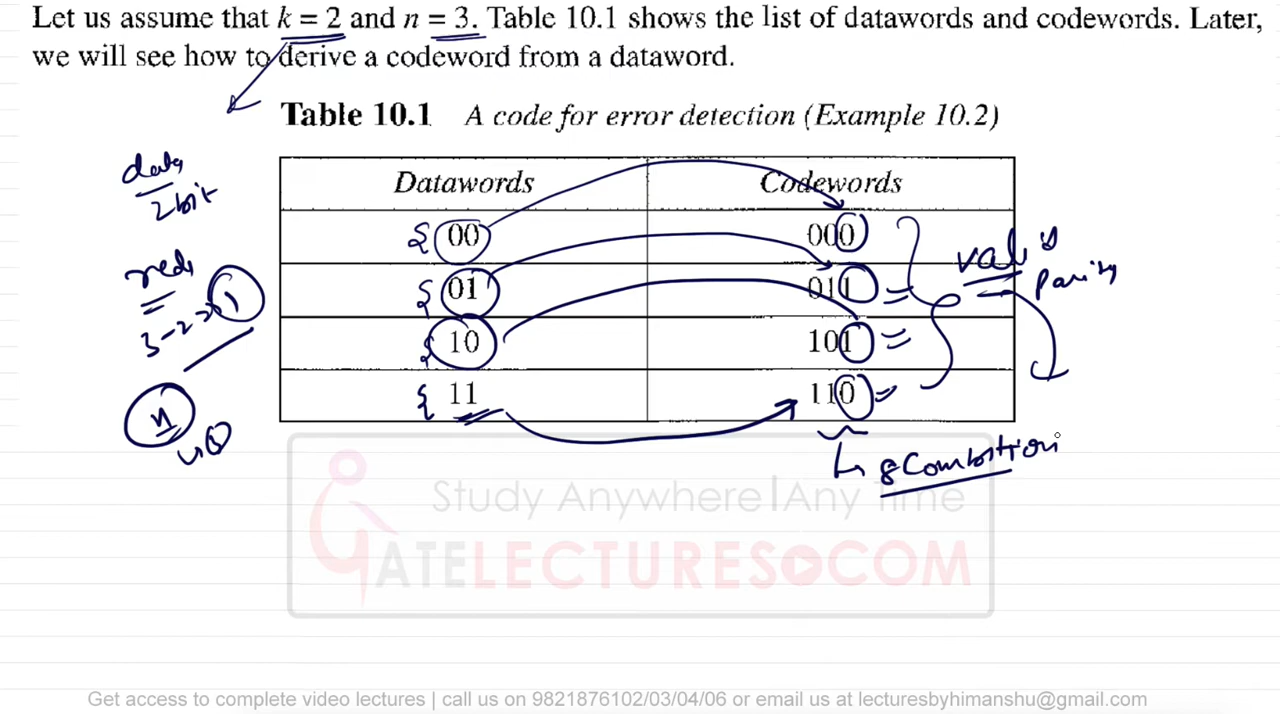 Let us assume that k = 2 and n = 3. Table 10.1 shows the list of datawords and codewords. Later,
we will see how to derive a codeword from a dataword.
Table 10.1 A code for error detection (Example 10.2)
Datawords Codewords
data
2 bit
{ 00 000
valid
parity
{ 01 011 =
3-2 = 1
{ 10 101 =
{ 11 110 =
n
8 Combition
Study Anywhere|Any Time
GATELECTURES.COM
Get access to complete video lectures | call us on 9821876102/03/04/06 or email us at lecturesbyhimanshu@gmail.com